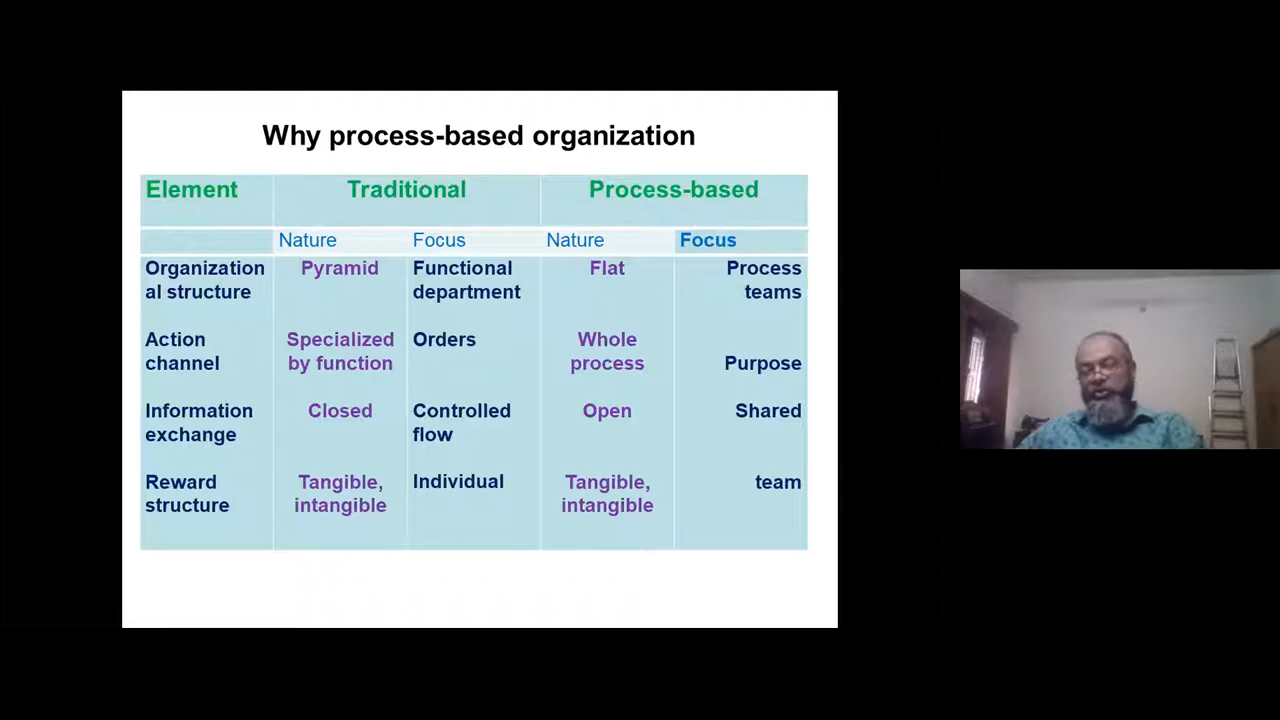 Why process-based organization
Element Traditional Process-based
Nature Focus Nature Focus
Organization Pyramid Functional Flat Process
al structure department teams
Action Specialized Orders Whole
channel by function process Purpose
Information Closed Controlled Open Shared
exchange flow
Reward Tangible, Individual Tangible, team
structure intangible intangible